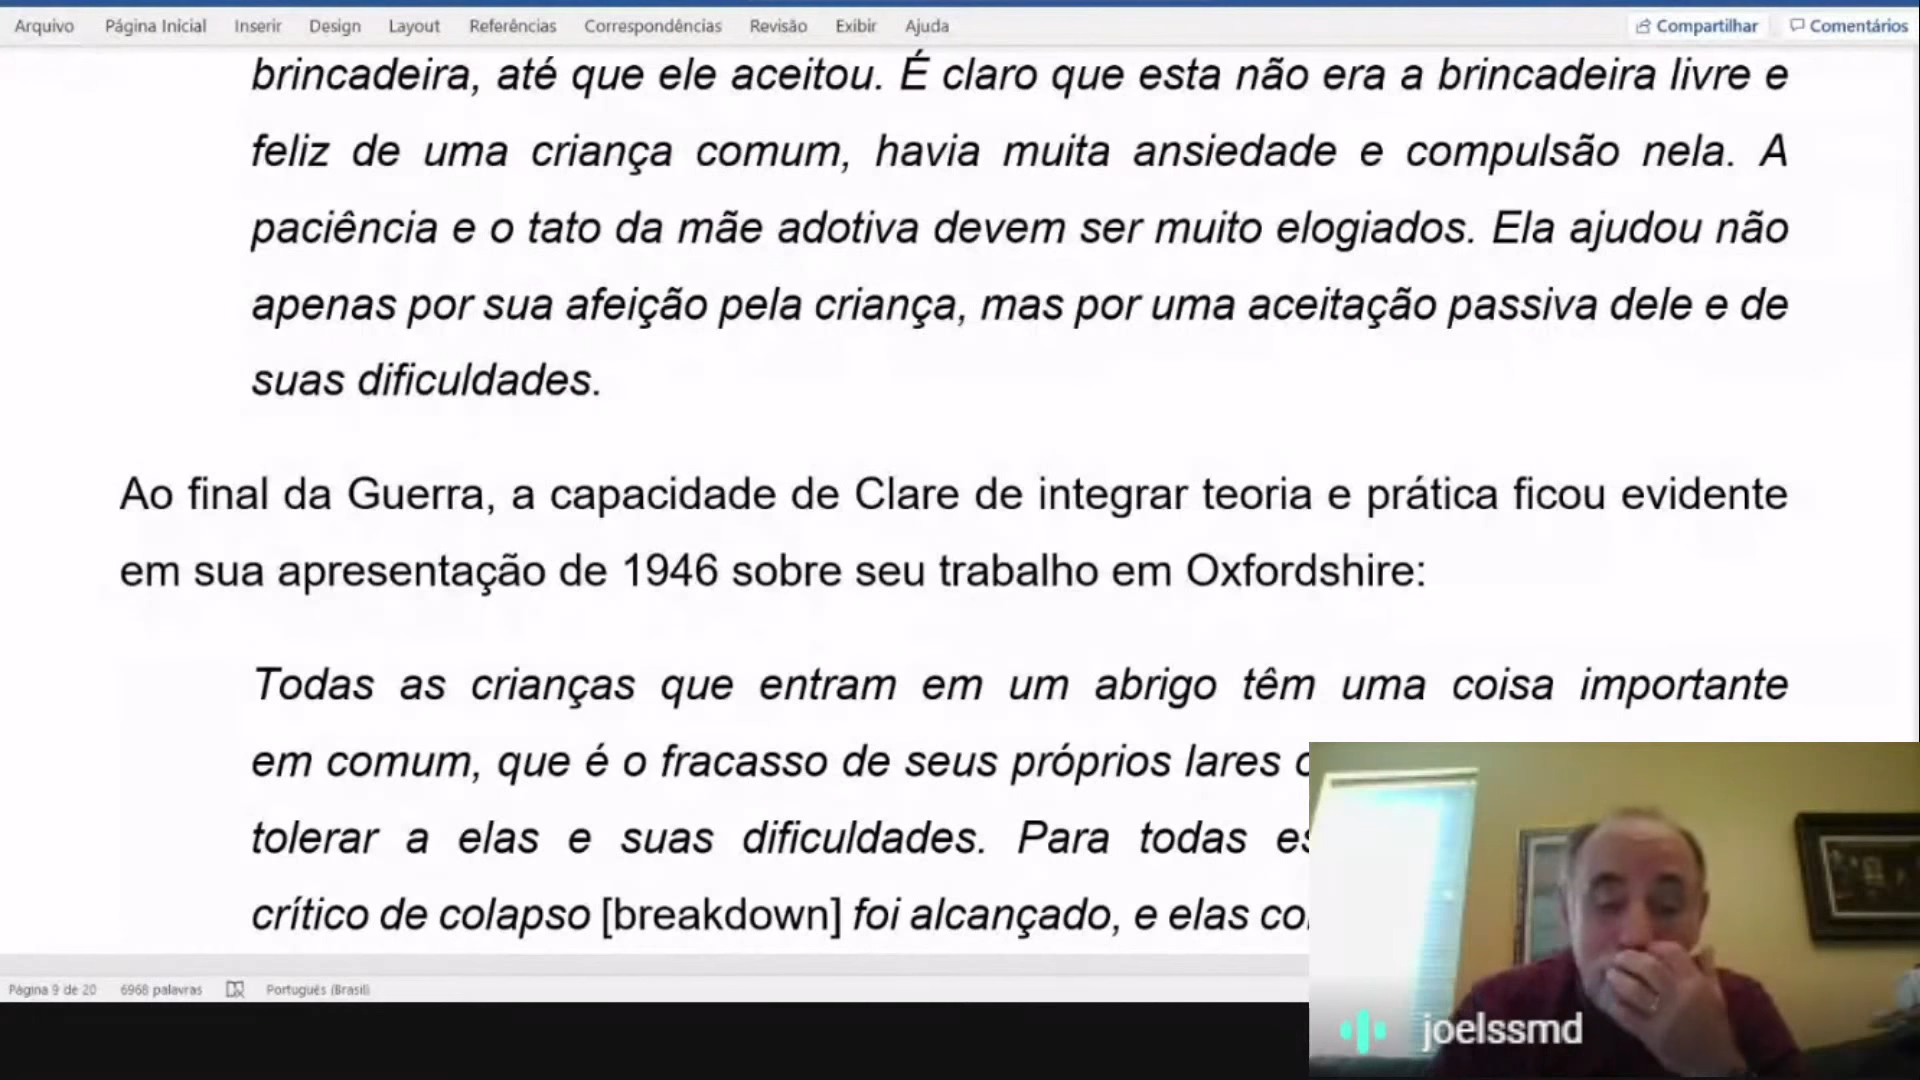 Arquivo Página Inicial Inserir Design Layout Referências Correspondências Revisão Exibir Ajuda Compartilhar Comentários
brincadeira, até que ele aceitou. É claro que esta não era a brincadeira livre e
feliz de uma criança comum, havia muita ansiedade e compulsão nela. A
paciência e o tato da mãe adotiva devem ser muito elogiados. Ela ajudou não
apenas por sua afeição pela criança, mas por uma aceitação passiva dele e de
suas dificuldades.
Ao final da Guerra, a capacidade de Clare de integrar teoria e prática ficou evidente
em sua apresentação de 1946 sobre seu trabalho em Oxfordshire:
Todas as crianças que entram em um abrigo têm uma coisa importante
em comum, que é o fracasso de seus próprios lares
tolerar a elas e suas dificuldades. Para todas
crítico de colapso [breakdown] foi alcançado, e elas
Página 9 de 20 6968 palavras Português (Brasil)
joelssmd